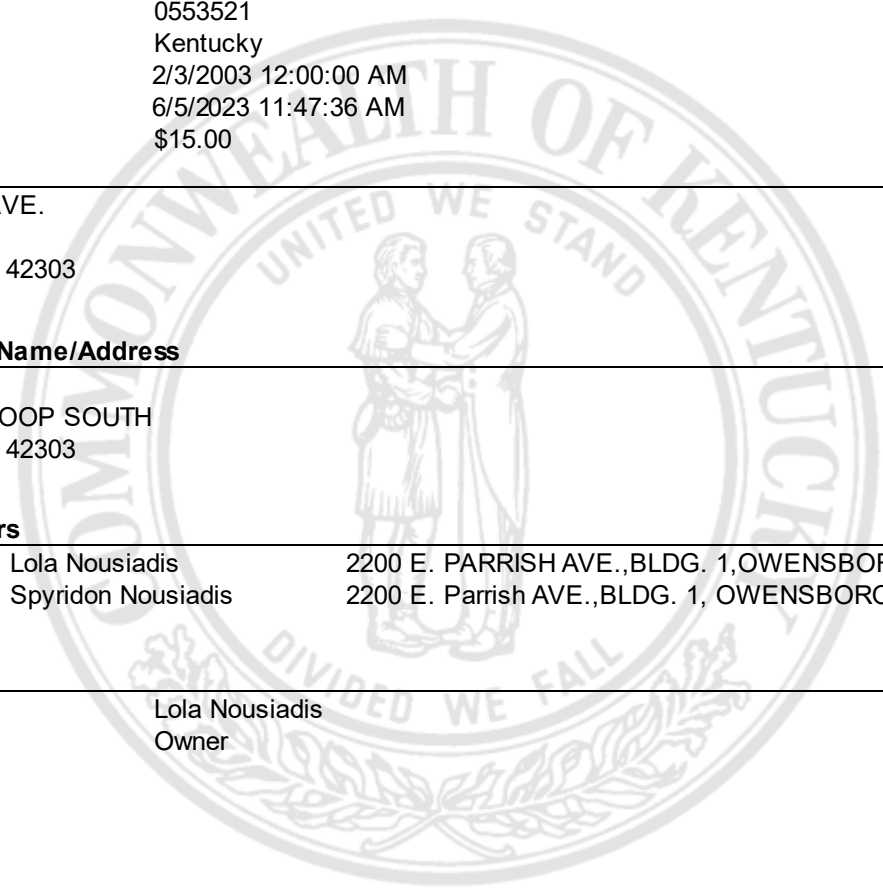 0553521
Kentucky
2/3/2003 12:00:00 AM
6/5/2023 11:47:36 AM
$15.00
VE.
42303
Name/Address
OOP SOUTH
42303
rs
Lola Nousiadis 2200 E. PARRISH AVE.,BLDG. 1,OWENSBOR
Spyridon Nousiadis 2200 E. Parrish AVE.,BLDG. 1, OWENSBORO
Lola Nousiadis
Owner
COMMONWEALTH OF KENTUCKY
UNITED WE STAND
DIVIDED WE FALL